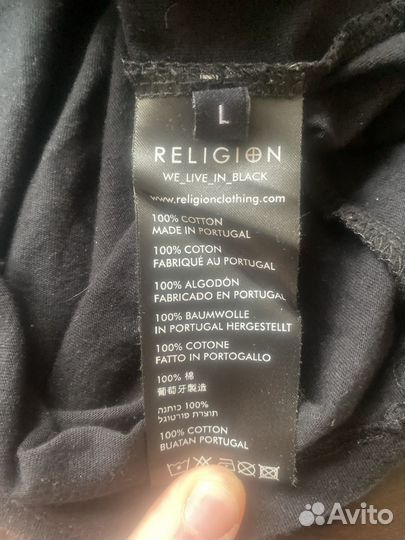 L
RELIGION
WE_LIVE_IN_BLACK
www.religionclothing.com
100% COTTON
MADE IN PORTUGAL
100% COTON
FABRIQUÉ AU PORTUGAL
100% ALGODÓN
FABRICADO EN PORTUGAL
100% BAUMWOLLE
IN PORTUGAL HERGESTELLT
100% COTONE
FATTO IN PORTOGALLO
100% 棉
葡萄牙製造
100% כותנה
תוצרת פורטוגל
100% COTTON
BUATAN PORTUGAL
Avito